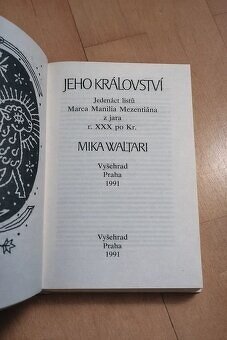 JEHO KRÁLOVSTVÍ
Jedenáct listů
Marca Manilia Mezentiána
z jara
r. XXX po Kr.
MIKA WALTARI
Vyšehrad
Praha
1991
Vyšehrad
Praha
1991